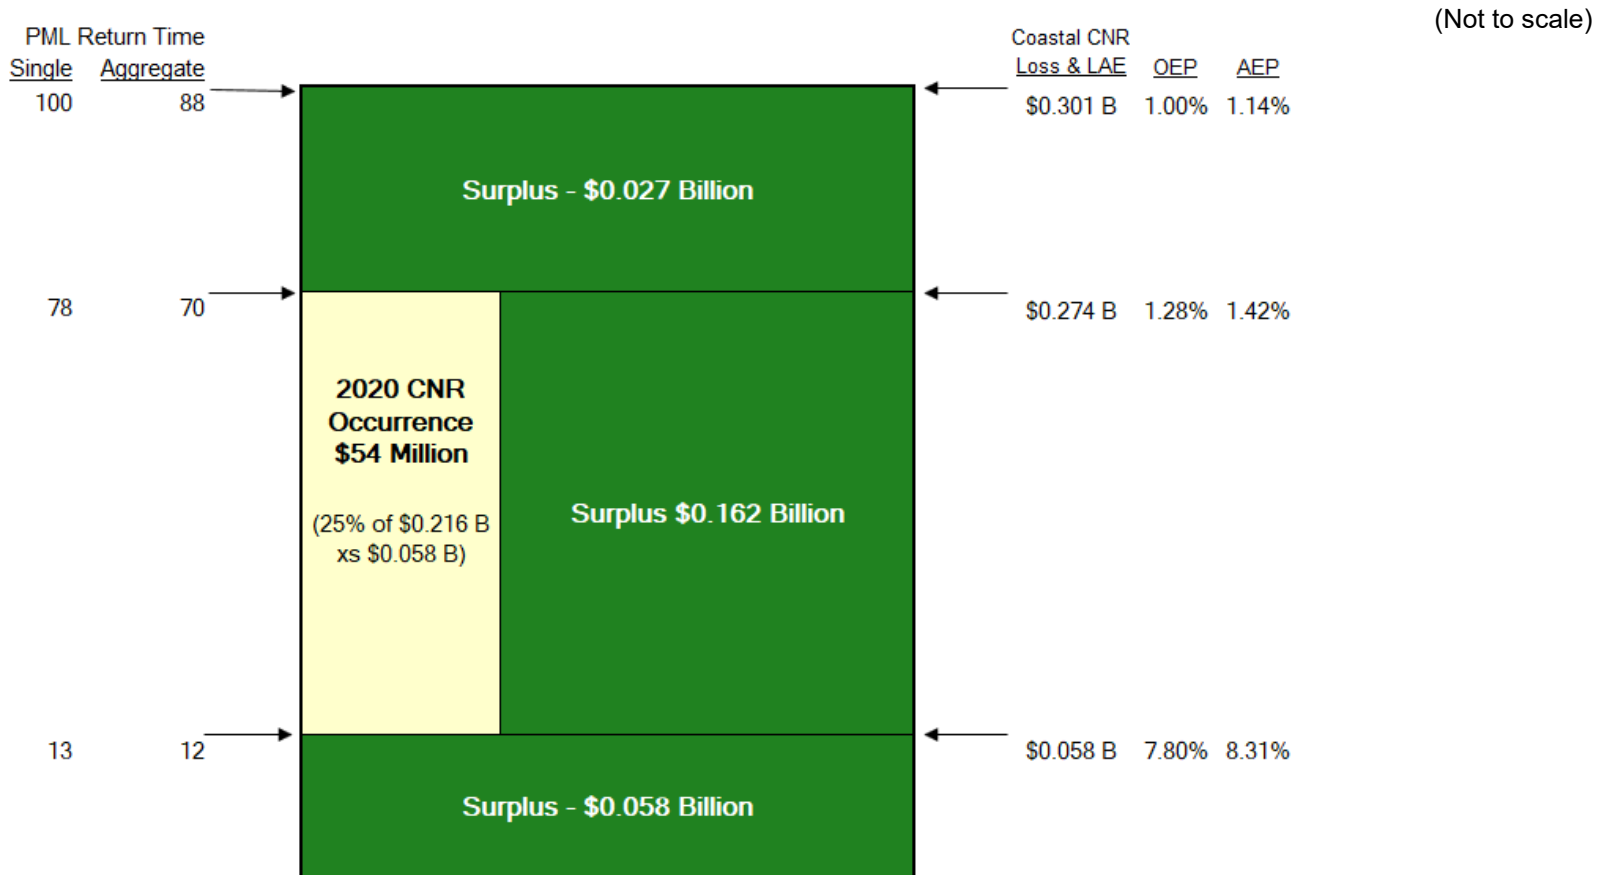 (Not to scale)
PML Return Time
Single Aggregate
Coastal CNR
Loss & LAE OEP AEP
100 88
$0.301 B 1.00% 1.14%
Surplus - $0.027 Billion
78 70
$0.274 B 1.28% 1.42%
2020 CNR
Occurrence
$54 Million
(25% of $0.216 B
xs $0.058 B)
Surplus $0.162 Billion
13 12
$0.058 B 7.80% 8.31%
Surplus - $0.058 Billion